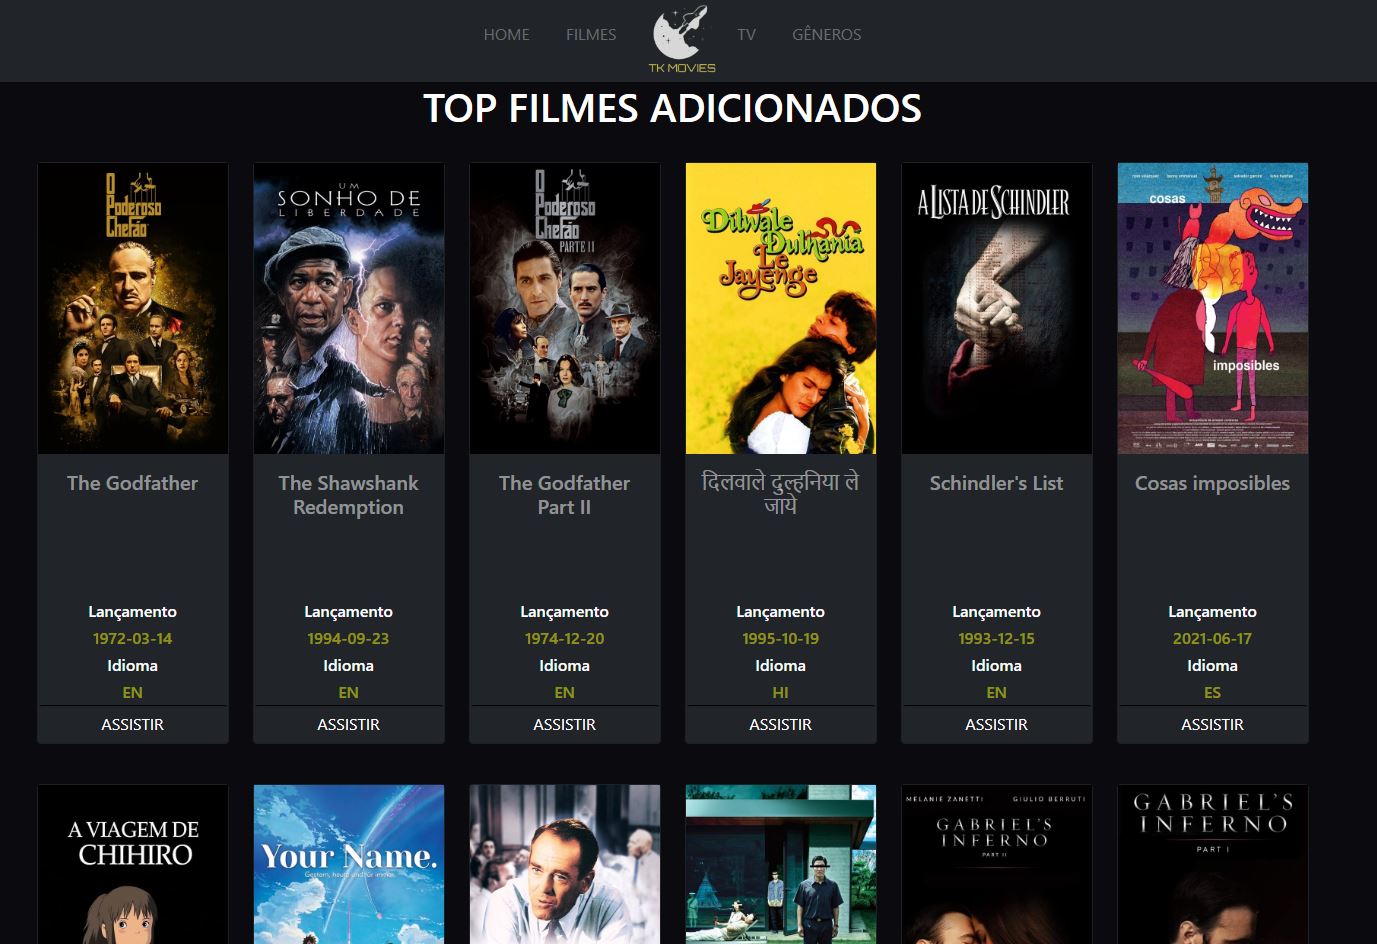 HOME FILMES TV GÊNEROS
TK MOVIES
TOP FILMES ADICIONADOS
O
Poderoso
Chefão
UM
SONHO DE
LIBERDADE
O
Poderoso
Chefão
PARTE II
Dilwale
Dulhania
Le
Jayenge
A LISTA DE SCHINDLER
cosas
imposibles
The Godfather
Lançamento
1972-03-14
Idioma
EN
ASSISTIR
The Shawshank
Redemption
Lançamento
1994-09-23
Idioma
EN
ASSISTIR
The Godfather
Part II
Lançamento
1974-12-20
Idioma
EN
ASSISTIR
दिलवाले दुल्हनिया ले
जाये
Lançamento
1995-10-19
Idioma
HI
ASSISTIR
Schindler's List
Lançamento
1993-12-15
Idioma
EN
ASSISTIR
Cosas imposibles
Lançamento
2021-06-17
Idioma
ES
ASSISTIR
A VIAGEM DE
CHIHIRO
Your Name.
Gestern, heute und für immer
MELANIE ZANETTI GIULIO BERRUTI
GABRIEL'S
INFERNO
PART II
GABRIEL'S
INFERNO
PART I